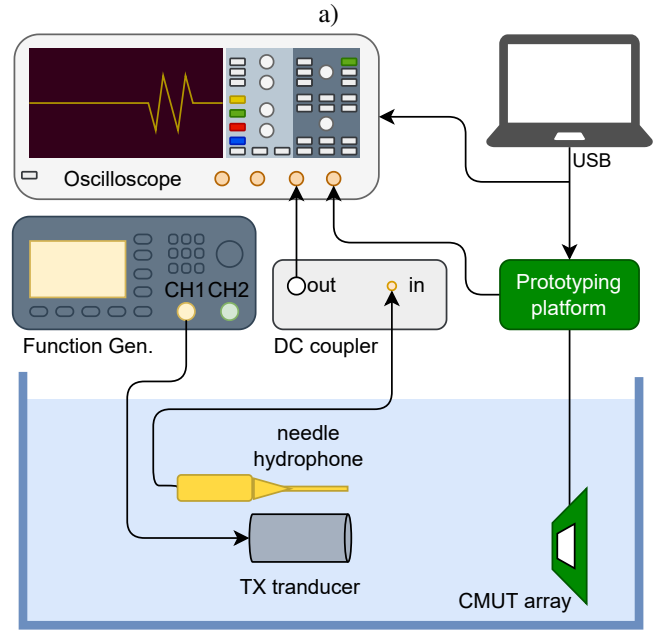 a)
USB
Oscilloscope
CH1 CH2
out
in
Prototyping
platform
Function Gen.
DC coupler
needle
hydrophone
TX tranducer
CMUT array